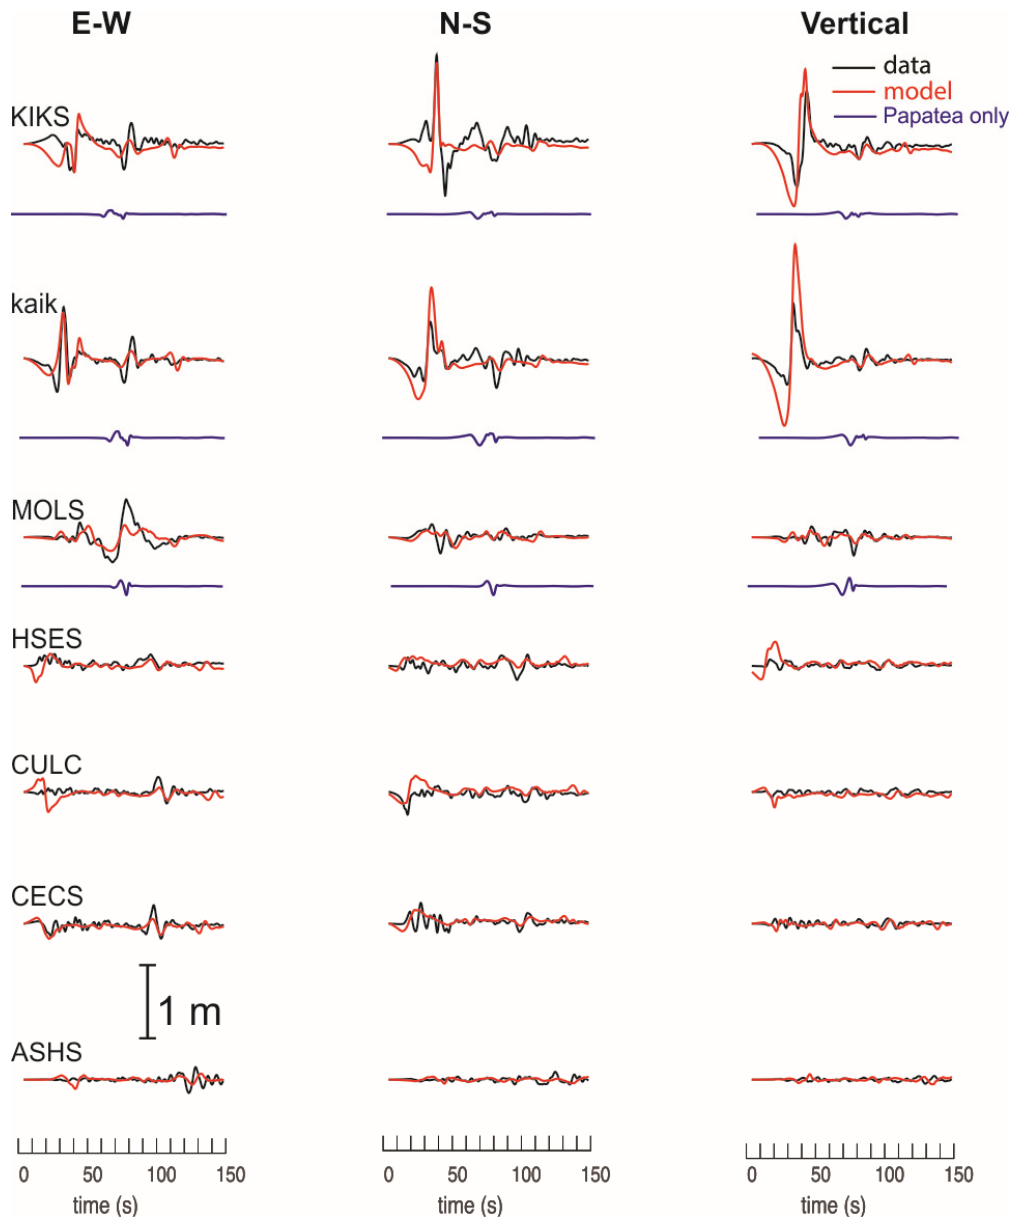 E-W N-S Vertical
data
model
Papatea only
KIKS
kaik
MOLS
HSES
CULC
CECS
1 m
ASHS
0 50 100 150 0 50 100 150 0 50 100 150
time (s) time (s) time (s)